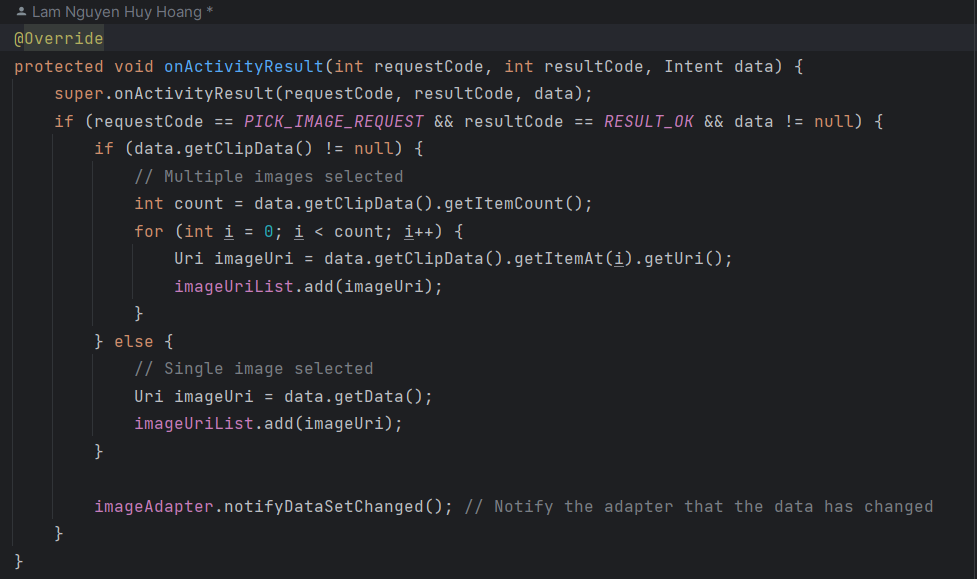 Lam Nguyen Huy Hoang *
@Override
protected void onActivityResult(int requestCode, int resultCode, Intent data) {
    super.onActivityResult(requestCode, resultCode, data);
    if (requestCode == PICK_IMAGE_REQUEST && resultCode == RESULT_OK && data != null) {
        if (data.getClipData() != null) {
            // Multiple images selected
            int count = data.getClipData().getItemCount();
            for (int i = 0; i < count; i++) {
                Uri imageUri = data.getClipData().getItemAt(i).getUri();
                imageUriList.add(imageUri);
            }
        } else {
            // Single image selected
            Uri imageUri = data.getData();
            imageUriList.add(imageUri);
        }
        imageAdapter.notifyDataSetChanged(); // Notify the adapter that the data has changed
    }
}